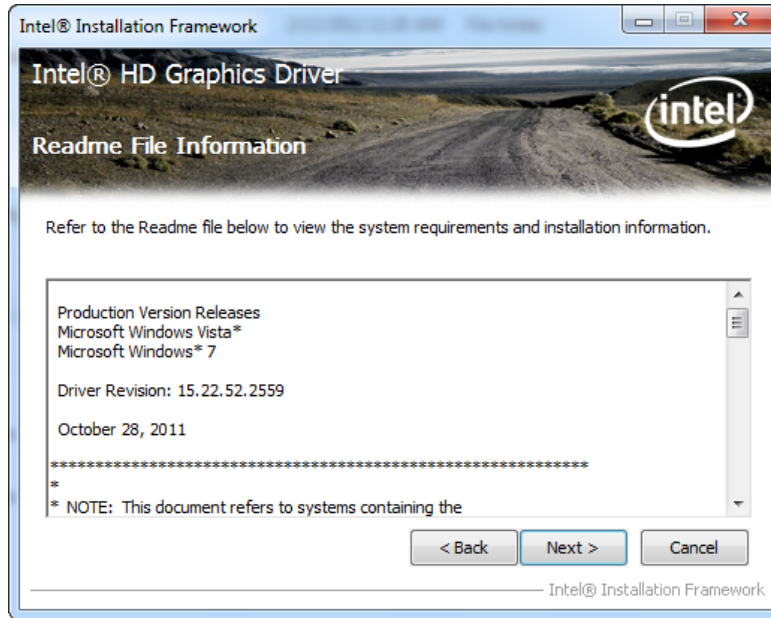 Intel® Installation Framework
Intel® HD Graphics Driver
intel
Readme File Information
Refer to the Readme file below to view the system requirements and installation information.
Production Version Releases
Microsoft Windows Vista*
Microsoft Windows* 7
Driver Revision: 15.22.52.2559
October 28, 2011
************************************************************
*
* NOTE: This document refers to systems containing the
< Back
Next >
Cancel
Intel® Installation Framework